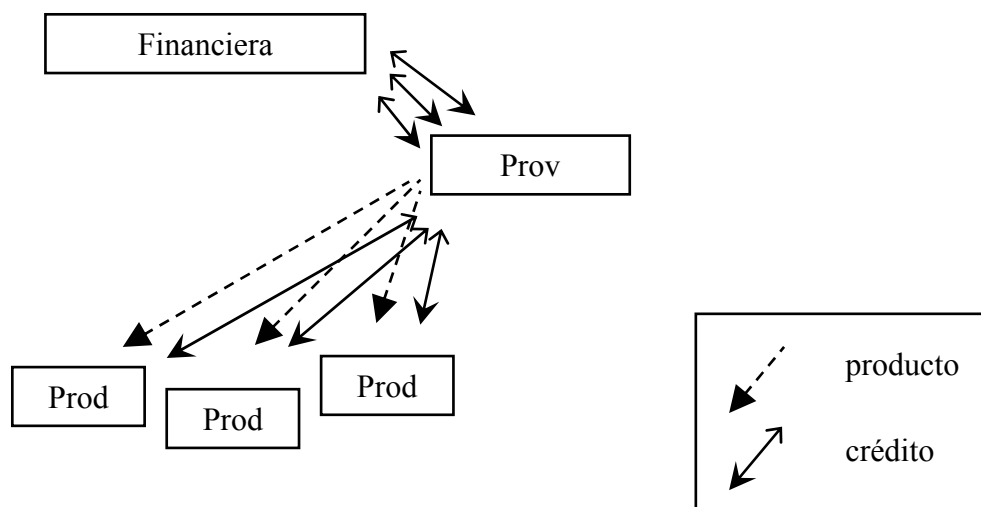 Financiera
Prov
Prod
Prod
Prod
producto
crédito